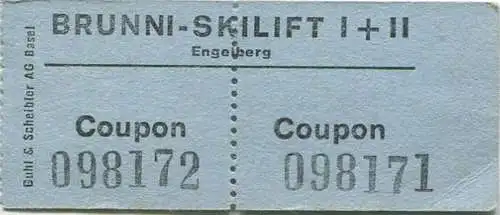 BRUNNI-SKILIFT I + II
Engelberg
Guhl & Scheibler AG Basel
Coupon Coupon
098172 098171